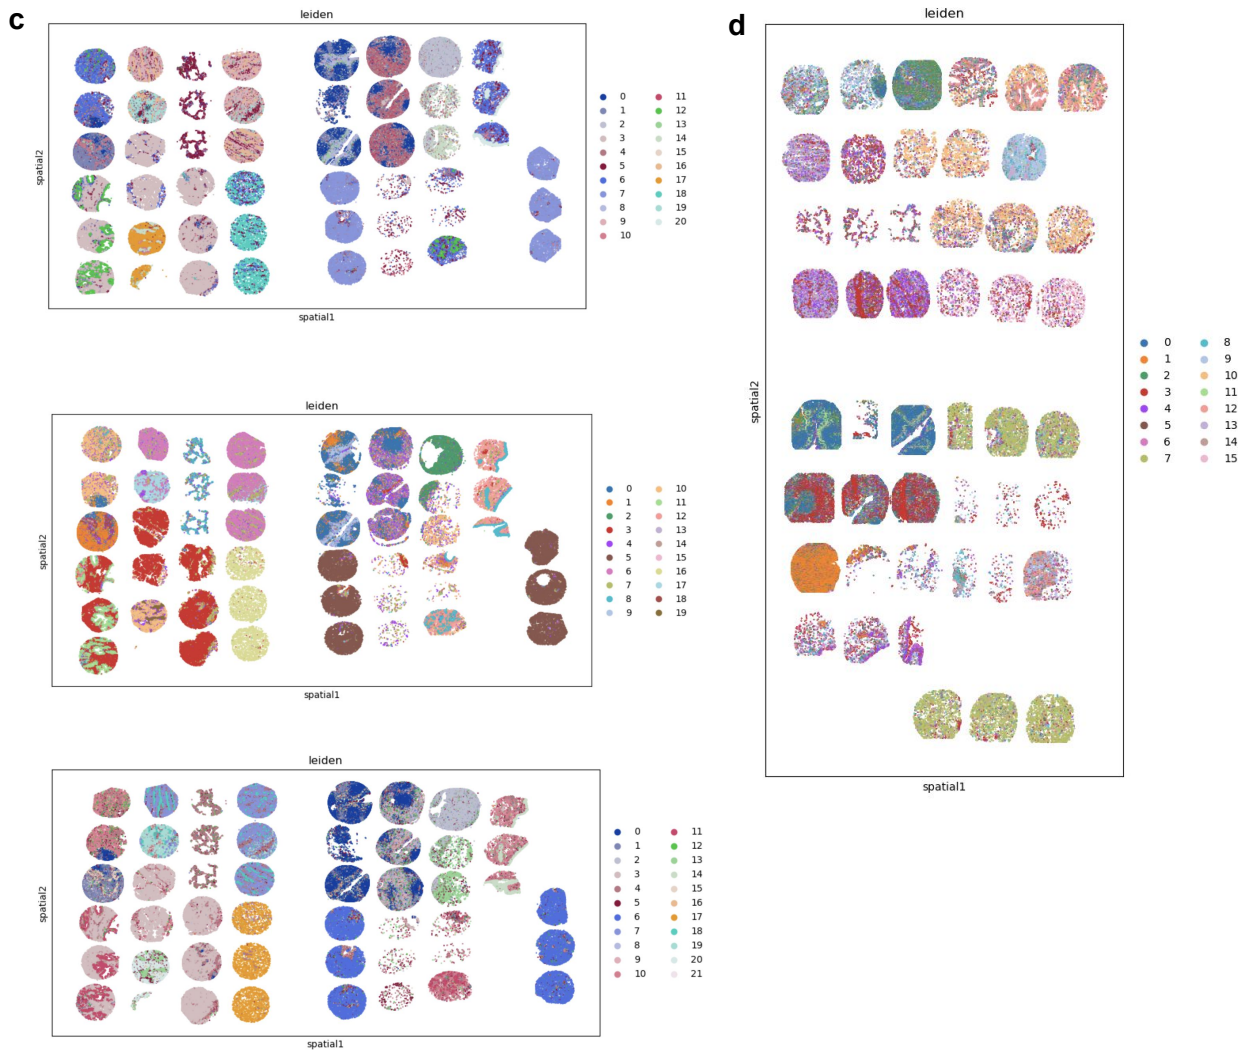 c
leiden
spatial2
0 11
1 12
2 13
3 14
4 15
5 16
6 17
7 18
8 19
9 20
10
spatial1
leiden
spatial2
0 10
1 11
2 12
3 13
4 14
5 15
6 16
7 17
8 18
9 19
spatial1
leiden
spatial2
0 11
1 12
2 13
3 14
4 15
5 16
6 17
7 18
8 19
9 20
10 21
spatial1
d
leiden
spatial2
0 8
1 9
2 10
3 11
4 12
5 13
6 14
7 15
spatial1